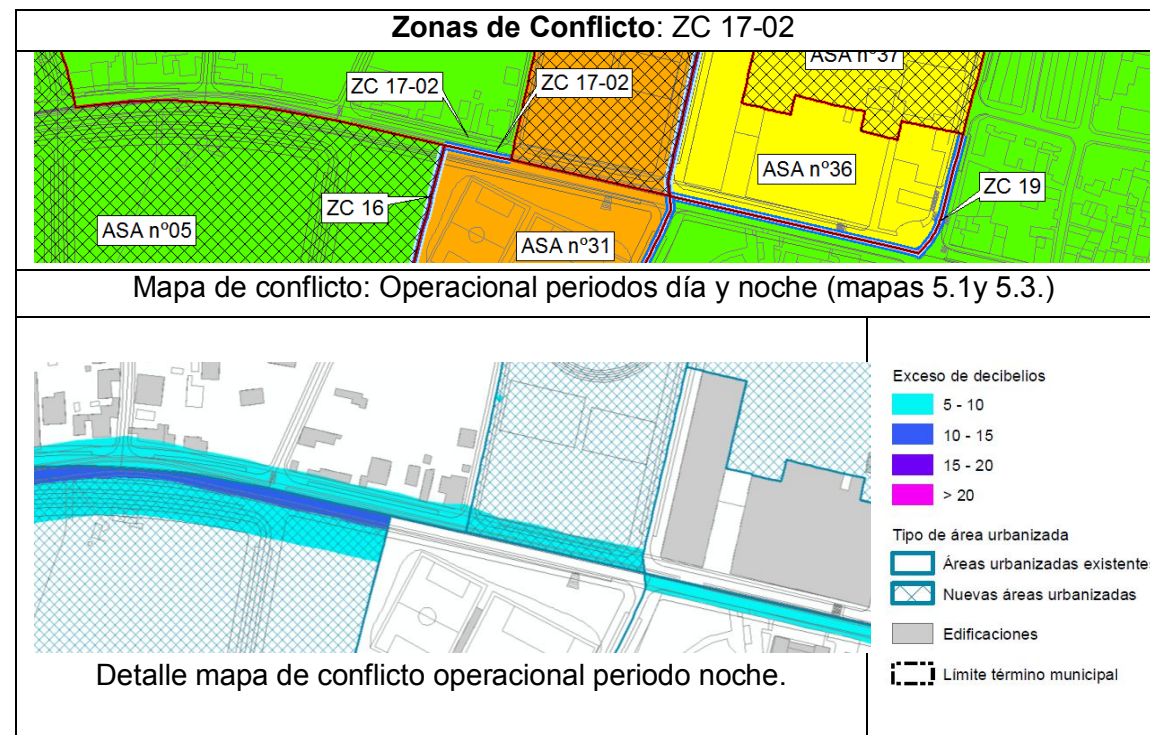 Zonas de Conflicto: ZC 17-02
ASA nº37
ZC 17-02
ZC 17-02
ASA nº36
ZC 19
ZC 16
ASA nº05
ASA nº31
Mapa de conflicto: Operacional periodos día y noche (mapas 5.1y 5.3.)
Exceso de decibelios
5 - 10
10 - 15
15 - 20
> 20
Tipo de área urbanizada
Áreas urbanizadas existentes
Nuevas áreas urbanizadas
Edificaciones
Límite término municipal
Detalle mapa de conflicto operacional periodo noche.